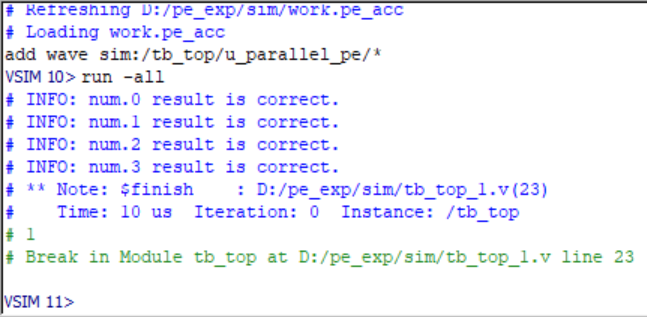 # Refreshing D:/pe_exp/sim/work.pe_acc
# Loading work.pe_acc
add wave sim:/tb_top/u_parallel_pe/*
VSIM 10> run -all
# INFO: num.0 result is correct.
# INFO: num.1 result is correct.
# INFO: num.2 result is correct.
# INFO: num.3 result is correct.
# ** Note: $finish    : D:/pe_exp/sim/tb_top_1.v(23)
#    Time: 10 us  Iteration: 0  Instance: /tb_top
# 1
# Break in Module tb_top at D:/pe_exp/sim/tb_top_1.v line 23
VSIM 11>